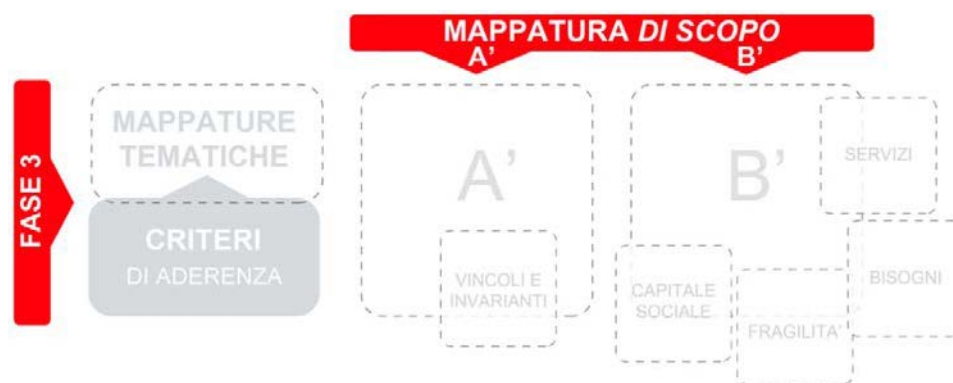 MAPPATURA DI SCOPO
A' B'
FASE 3
MAPPATURE
TEMATICHE
CRITERI
DI ADERENZA
A'
VINCOLI E
INVARIANTI
B'
SERVIZI
CAPITALE
SOCIALE
FRAGILITA'
BISOGNI